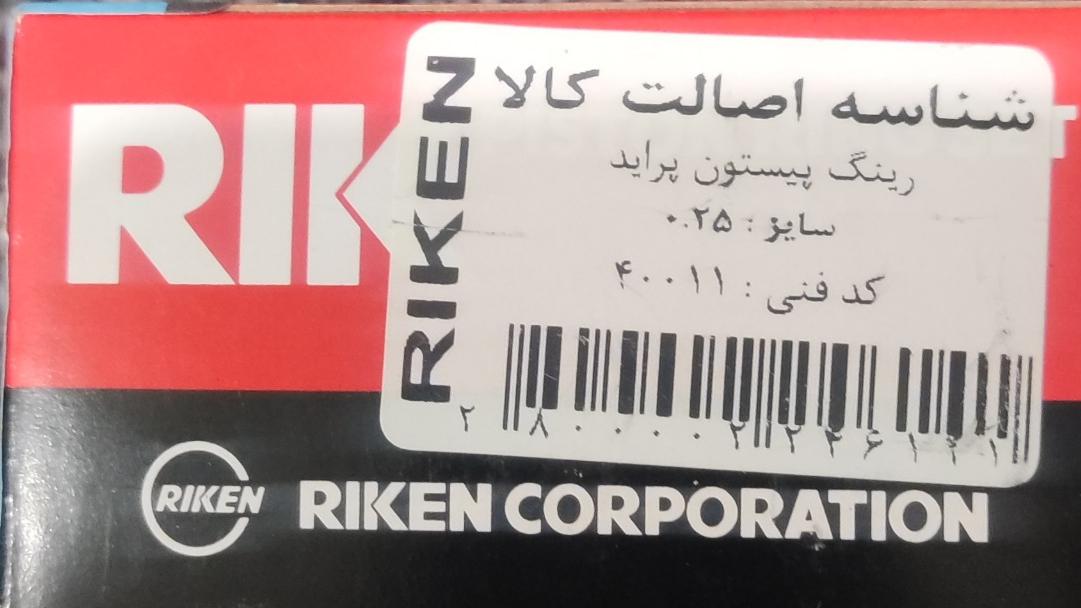 RIK
RIKEN
شناسه اصالت کالا
رینگ پیستون پراید
سایز : ۰.۲۵
کد فنی : ۴۰۰۱۱
RIKEN
RIKEN CORPORATION